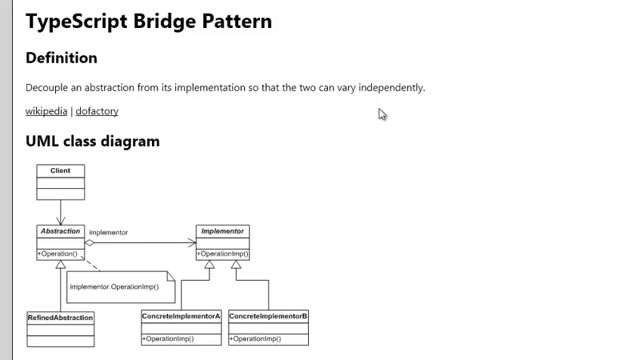 TypeScript Bridge Pattern
Definition
Decouple an abstraction from its implementation so that the two can vary independently.
wikipedia | dofactory
UML class diagram
Client
Abstraction
+Operation()
implementor
Implementor
+OperationImp()
implementor.OperationImp()
RefinedAbstraction
ConcreteImplementorA
+OperationImp()
ConcreteImplementorB
+OperationImp()